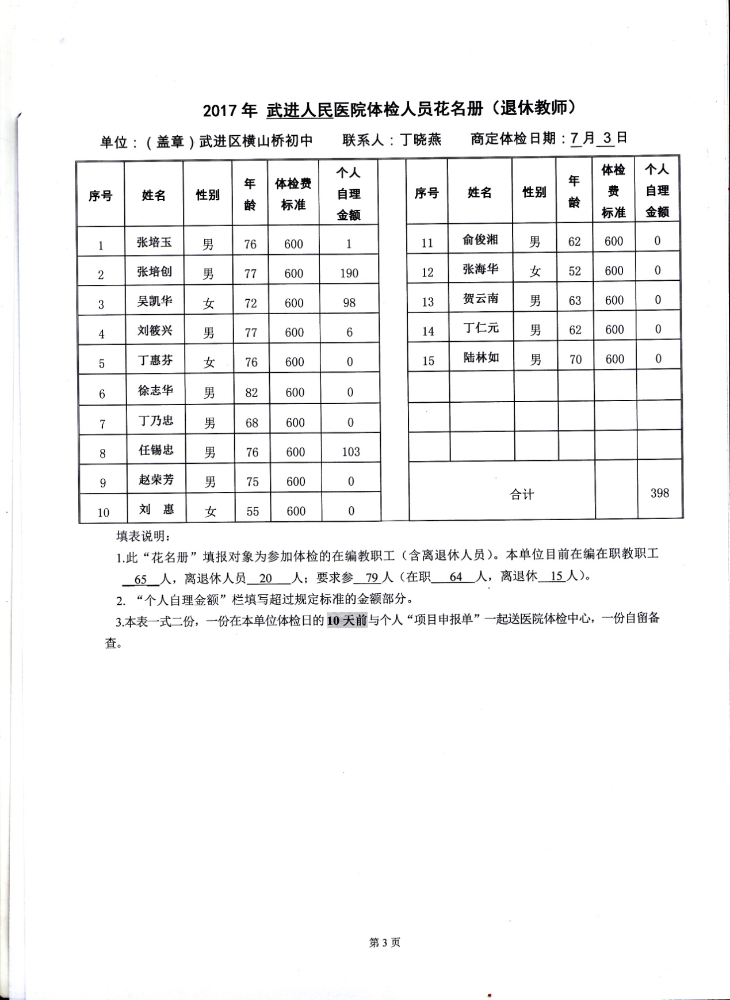 2017 年 武进人民医院体检人员花名册（退休教师）
单位：（盖章）武进区横山桥初中 联系人：丁晓燕 商定体检日期：7 月 3 日
序号 姓名 性别 年龄 体检费标准 个人自理金额 序号 姓名 性别 年龄 体检费标准 个人自理金额
1 张培玉 男 76 600 1 11 俞俊湘 男 62 600 0
2 张培创 男 77 600 190 12 张海华 女 52 600 0
3 吴凯华 女 72 600 98 13 贺云南 男 63 600 0
4 刘筱兴 男 77 600 6 14 丁仁元 男 62 600 0
5 丁惠芬 女 76 600 0 15 陆林如 男 70 600 0
6 徐志华 男 82 600 0
7 丁乃忠 男 68 600 0
8 任锡忠 男 76 600 103
9 赵荣芳 男 75 600 0 合计 398
10 刘 惠 女 55 600 0
填表说明：
1.此“花名册”填报对象为参加体检的在编教职工（含离退休人员）。本单位目前在编在职教职工
65 人，离退休人员 20 人；要求参 79 人（在职 64 人，离退休 15 人）。
2. “个人自理金额”栏填写超过规定标准的金额部分。
3.本表一式二份，一份在本单位体检日的 10 天前与个人“项目申报单”一起送医院体检中心，一份自留备
查。
第 3 页